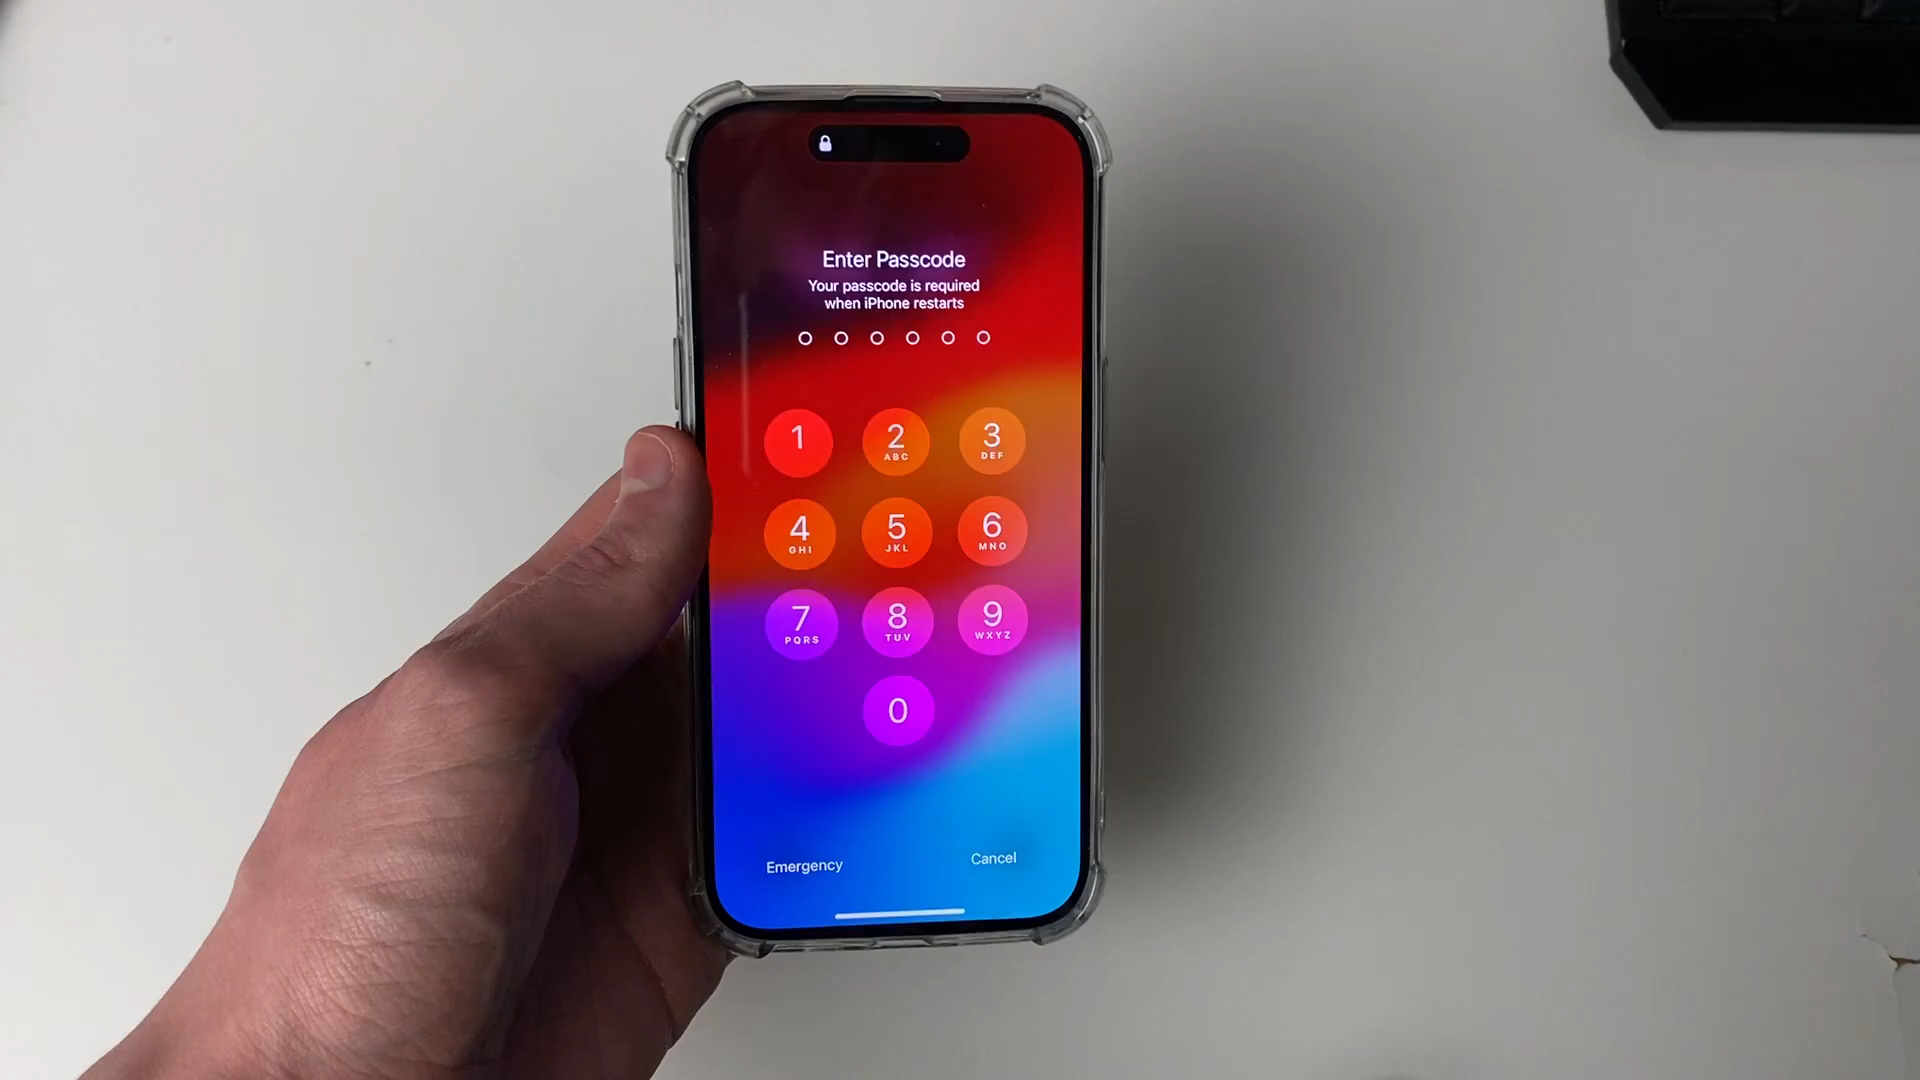 Enter Passcode
Your passcode is required
when iPhone restarts
1
2
ABC
3
DEF
4
GHI
5
JKL
6
MNO
7
PQRS
8
TUV
9
WXYZ
0
Emergency
Cancel